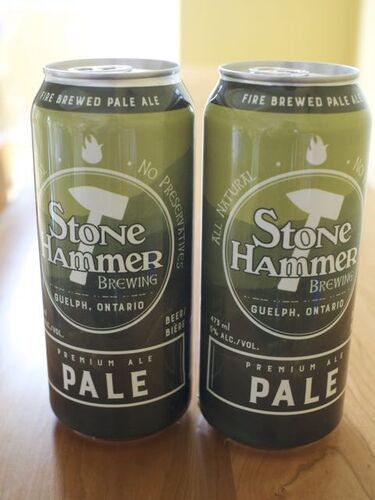 FIRE BREWED PALE ALE
NO PRESERVATIVES
STONE
HAMMER
BREWING
GUELPH, ONTARIO
BEER/
BIÈRE
PREMIUM ALE
PALE
FIRE BREWED PALE ALE
ALL NATURAL
NO
STONE
HAMMER
BREWING
GUELPH, ONTARIO
473 ml
5% ALC./VOL.
PREMIUM ALE
PALE